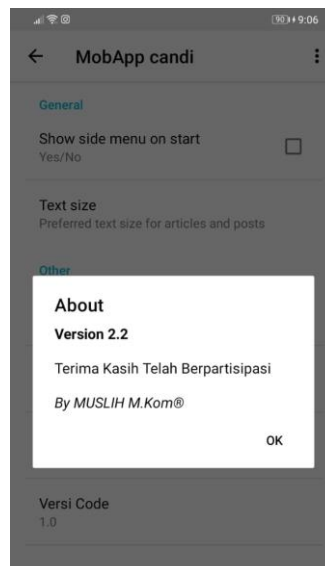 90 9:06
MobApp candi
General
Show side menu on start
Yes/No
Text size
Preferred text size for articles and posts
Other
About
Version 2.2
Terima Kasih Telah Berpartisipasi
By MUSLIH M.Kom®
OK
Versi Code
1.0